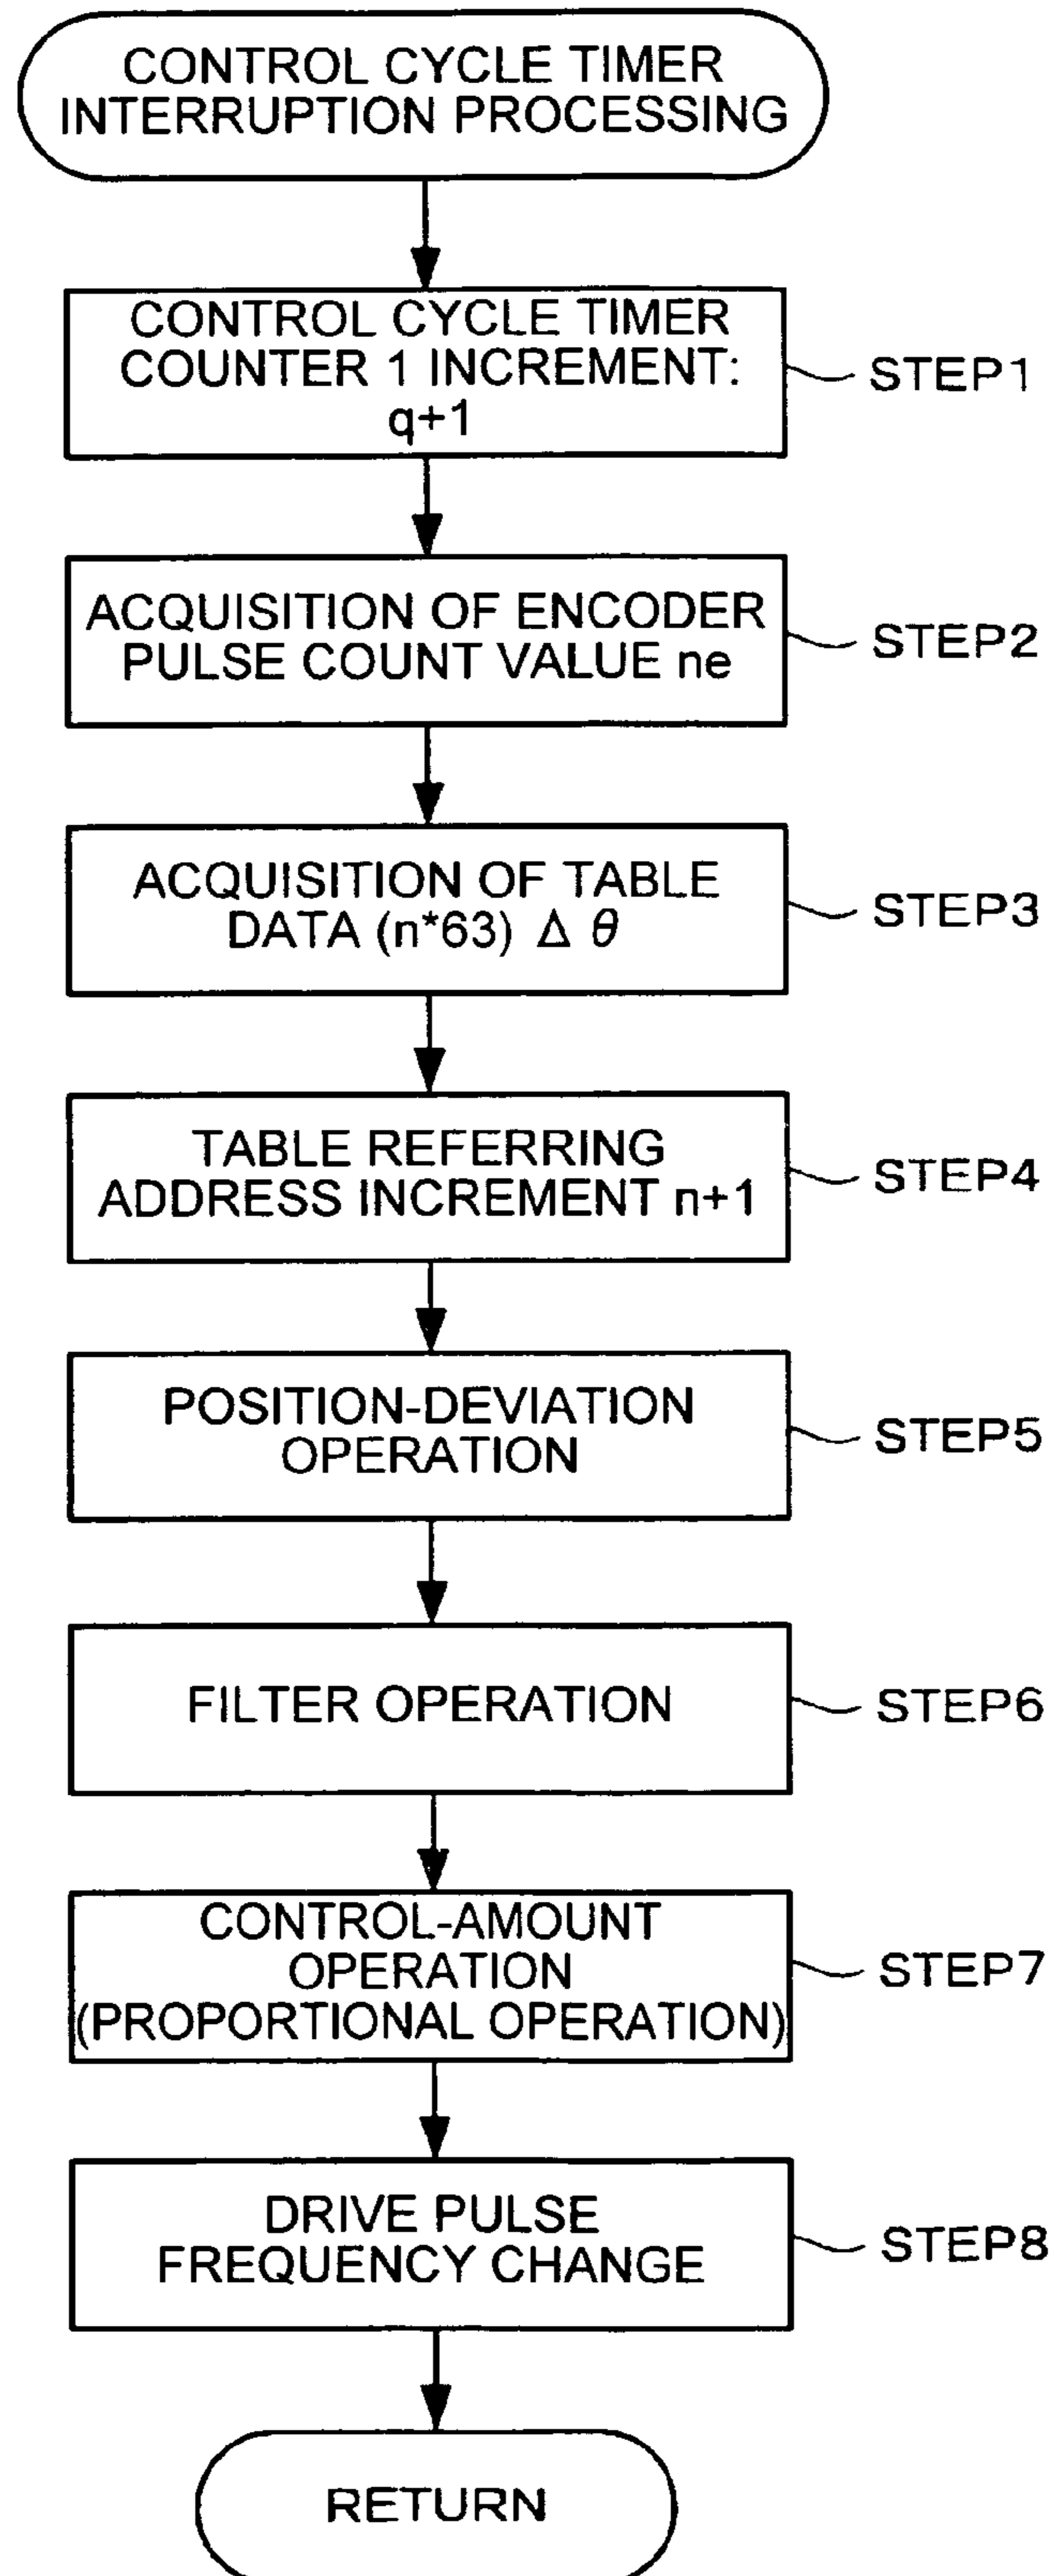 CONTROL CYCLE TIMER
INTERRUPTION PROCESSING
CONTROL CYCLE TIMER
COUNTER 1 INCREMENT:
q+1
STEP1
ACQUISITION OF ENCODER
PULSE COUNT VALUE ne
STEP2
ACQUISITION OF TABLE
DATA (n*63) Δ θ
STEP3
TABLE REFERRING
ADDRESS INCREMENT n+1
STEP4
POSITION-DEVIATION
OPERATION
STEP5
FILTER OPERATION
STEP6
CONTROL-AMOUNT
OPERATION
(PROPORTIONAL OPERATION)
STEP7
DRIVE PULSE
FREQUENCY CHANGE
STEP8
RETURN